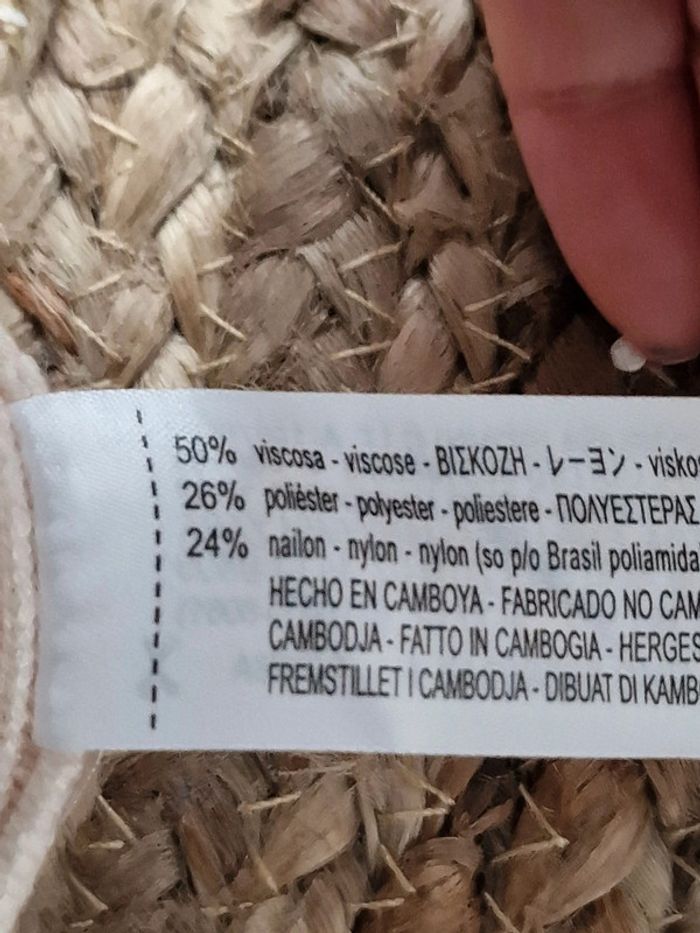 50% viscosa - viscose - ΒΙΣΚΟΖΗ - レーヨン -
26% poliéster - polyester - poliestere - ΠΟΛΥΕΣΤΕΡΑΣ
24% nailon - nylon - nylon (so p/o Brasil poliamida
HECHO EN CAMBOYA - FABRICADO NO
CAMBODJA - FATTO IN CAMBOGIA -
FREMSTILLET I CAMBODJA - DIBUAT DI